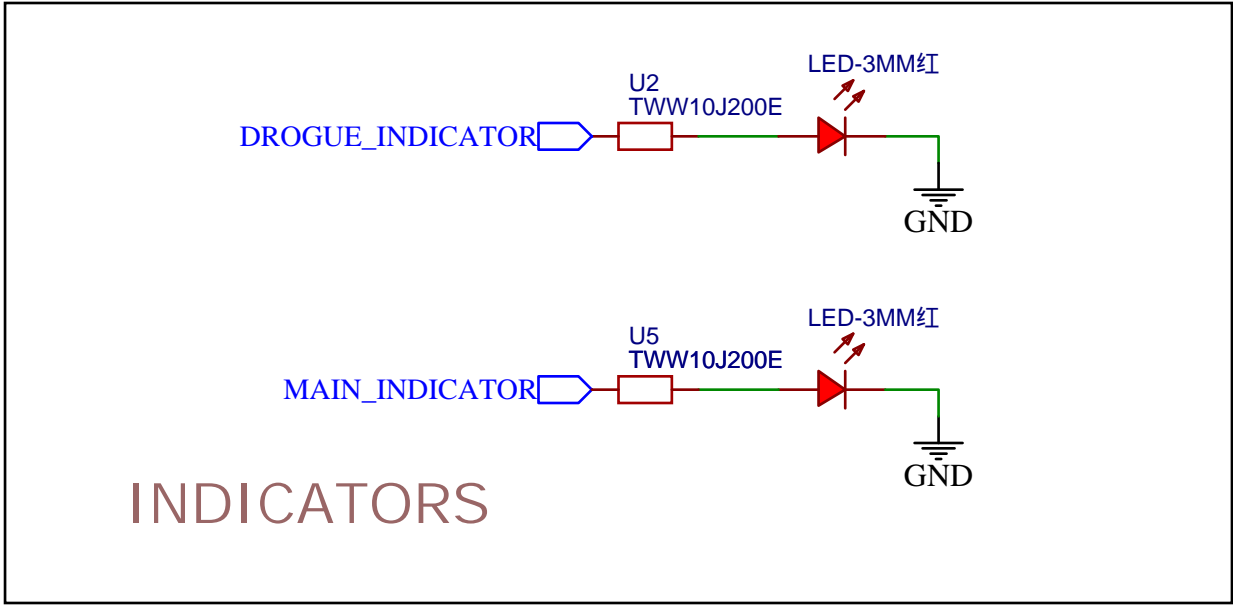 LED-3MM红
U2
TWW10J200E
DROGUE_INDICATOR
GND
LED-3MM红
U5
TWW10J200E
MAIN_INDICATOR
GND
INDICATORS